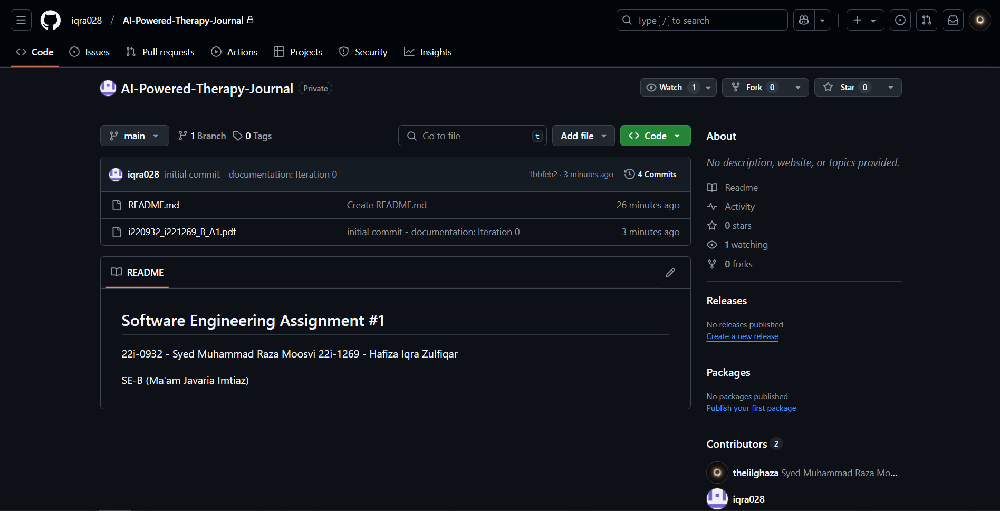 iqra028 / AI-Powered-Therapy-Journal
Type / to search
Code Issues Pull requests Actions Projects Security Insights
AI-Powered-Therapy-Journal Private
Watch 1 Fork 0 Star 0
main 1 Branch 0 Tags
Go to file t Add file Code
iqra028 initial commit - documentation: Iteration 0 1bbfeb2 · 3 minutes ago 4 Commits
README.md Create README.md 26 minutes ago
i220932_i221269_B_A1.pdf initial commit - documentation: Iteration 0 3 minutes ago
README
Software Engineering Assignment #1
22i-0932 - Syed Muhammad Raza Moosvi 22i-1269 - Hafiza Iqra Zulfiqar
SE-B (Ma'am Javaria Imtiaz)
About
No description, website, or topics provided.
Readme
Activity
0 stars
1 watching
0 forks
Releases
No releases published
Create a new release
Packages
No packages published
Publish your first package
Contributors 2
thelilghaza Syed Muhammad Raza Mo...
iqra028